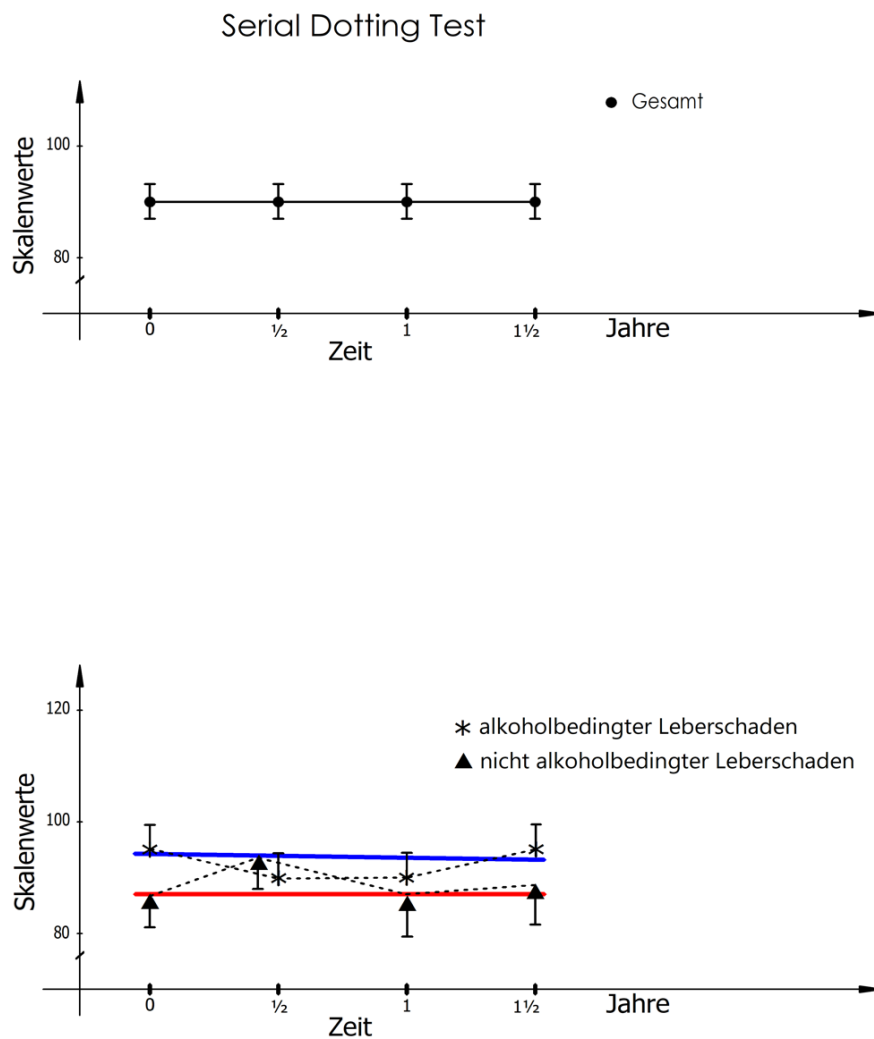 Serial Dotting Test
Gesamt
Skalenwerte
100
80
0
½
1
1½
Jahre
Zeit
120
alkoholbedingter Leberschaden
nicht alkoholbedingter Leberschaden
Skalenwerte
100
80
0
½
1
1½
Jahre
Zeit